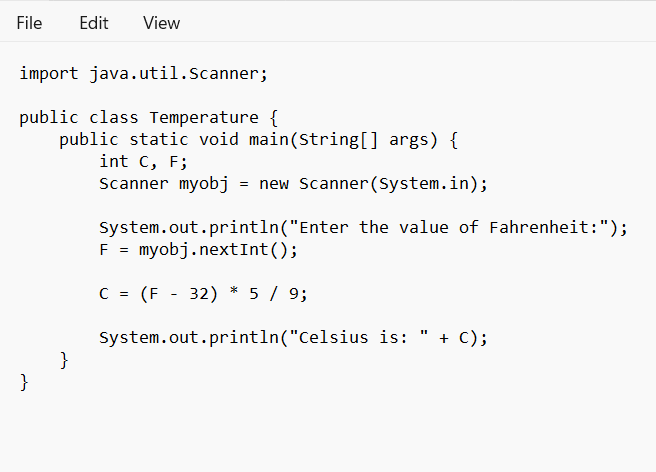 File Edit View
import java.util.Scanner;
public class Temperature {
    public static void main(String[] args) {
        int C, F;
        Scanner myobj = new Scanner(System.in);
        System.out.println("Enter the value of Fahrenheit:");
        F = myobj.nextInt();
        C = (F - 32) * 5 / 9;
        System.out.println("Celsius is: " + C);
    }
}